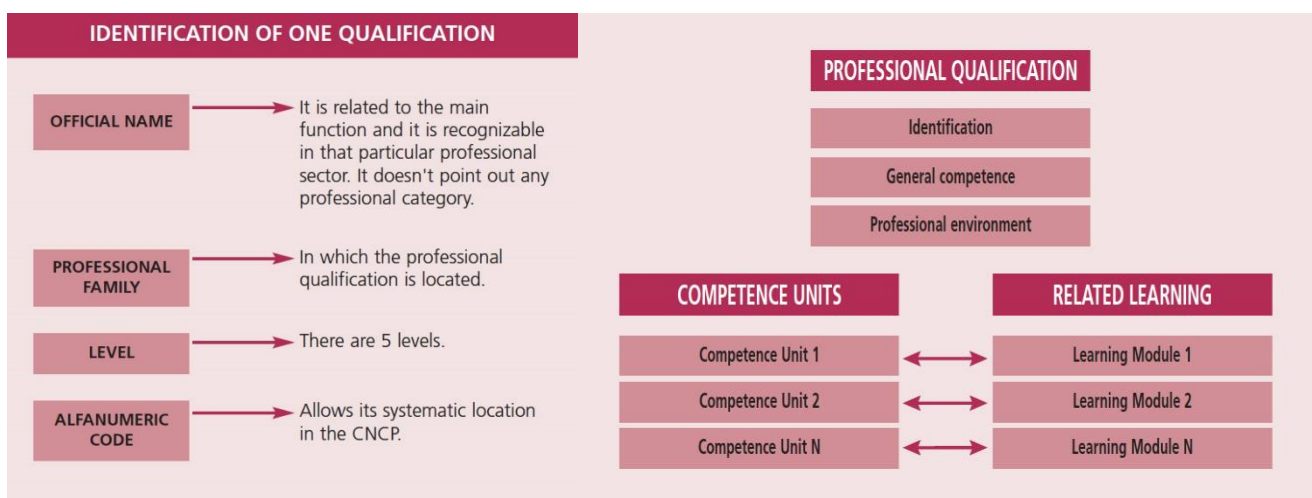 IDENTIFICATION OF ONE QUALIFICATION
OFFICIAL NAME
It is related to the main
function and it is recognizable
in that particular professional
sector. It doesn't point out any
professional category.
PROFESSIONAL
FAMILY
In which the professional
qualification is located.
LEVEL
There are 5 levels.
ALFANUMERIC
CODE
Allows its systematic location
in the CNCP.
PROFESSIONAL QUALIFICATION
Identification
General competence
Professional environment
COMPETENCE UNITS
RELATED LEARNING
Competence Unit 1
Learning Module 1
Competence Unit 2
Learning Module 2
Competence Unit N
Learning Module N